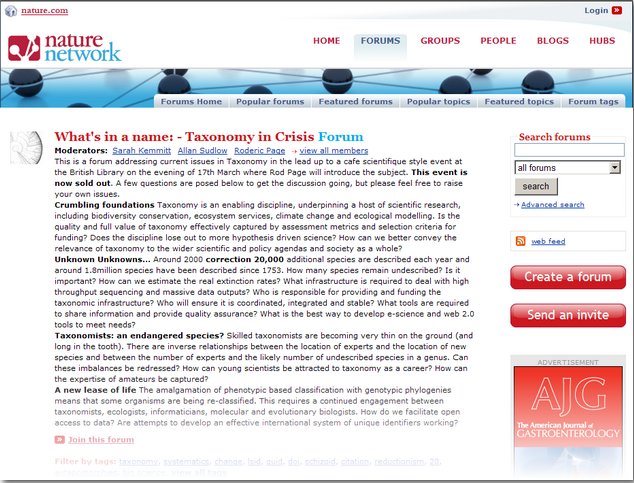 nature.com
Login
nature
network
HOME FORUMS GROUPS PEOPLE BLOGS HUBS
Forums Home Popular forums Featured forums Popular topics Featured topics Forum tags
What's in a name: - Taxonomy in Crisis Forum
Moderators: Sarah Kemmitt Allan Sudlow Roderic Page view all members
This is a forum addressing current issues in Taxonomy in the lead up to a cafe scientifique style event at
the British Library on the evening of 17th March where Rod Page will introduce the subject. This event is
now sold out. A few questions are posed below to get the discussion going, but please feel free to raise
your own issues.
Crumbling foundations Taxonomy is an enabling discipline, underpinning a host of scientific research,
including biodiversity conservation, ecosystem services, climate change and ecological modelling. Is the
quality and full value of taxonomy effectively captured by assessment metrics and selection criteria for
funding? Does the discipline lose out to more hypothesis driven science? How can we better convey the
relevance of taxonomy to the wider scientific and policy agendas and society as a whole?
Unknown Unknowns... Around 2000 correction 20,000 additional species are described each year and
around 1.8million species have been described since 1753. How many species remain undescribed? Is it
important? How can we estimate the real extinction rates? What infrastructure is required to deal with high
throughput sequencing and massive data outputs? Who is responsible for providing and funding the
taxonomic infrastructure? Who will ensure it is coordinated, integrated and stable? What tools are required
to share information and provide quality assurance? What is the best way to develop e-science and web 2.0
tools to meet needs?
Taxonomists: an endangered species? Skilled taxonomists are becoming very thin on the ground (and
long in the tooth). There are inverse relationships between the location of experts and the location of new
species and between the number of experts and the likely number of undescribed species in a genus. Can
these imbalances be redressed? How can young scientists be attracted to taxonomy as a career? How can
the expertise of amateurs be captured?
A new lease of life The amalgamation of phenotypic based classification with genotypic phylogenies
means that some organisms are being re-classified. This requires a continued engagement between
taxonomists, ecologists, informaticians, molecular and evolutionary biologists. How do we facilitate open
access to data? Are attempts to develop an effective international system of unique identifiers working?
Join this forum
Filter by tags: taxonomy, systematics, change, lsid, guid, doi, schizoid, citation, reductionism, 20,
view all tags
Search forums
all forums
search
Advanced search
web feed
Create a forum
Send an invite
ADVERTISEMENT
AJG
The American Journal of
GASTROENTEROLOGY